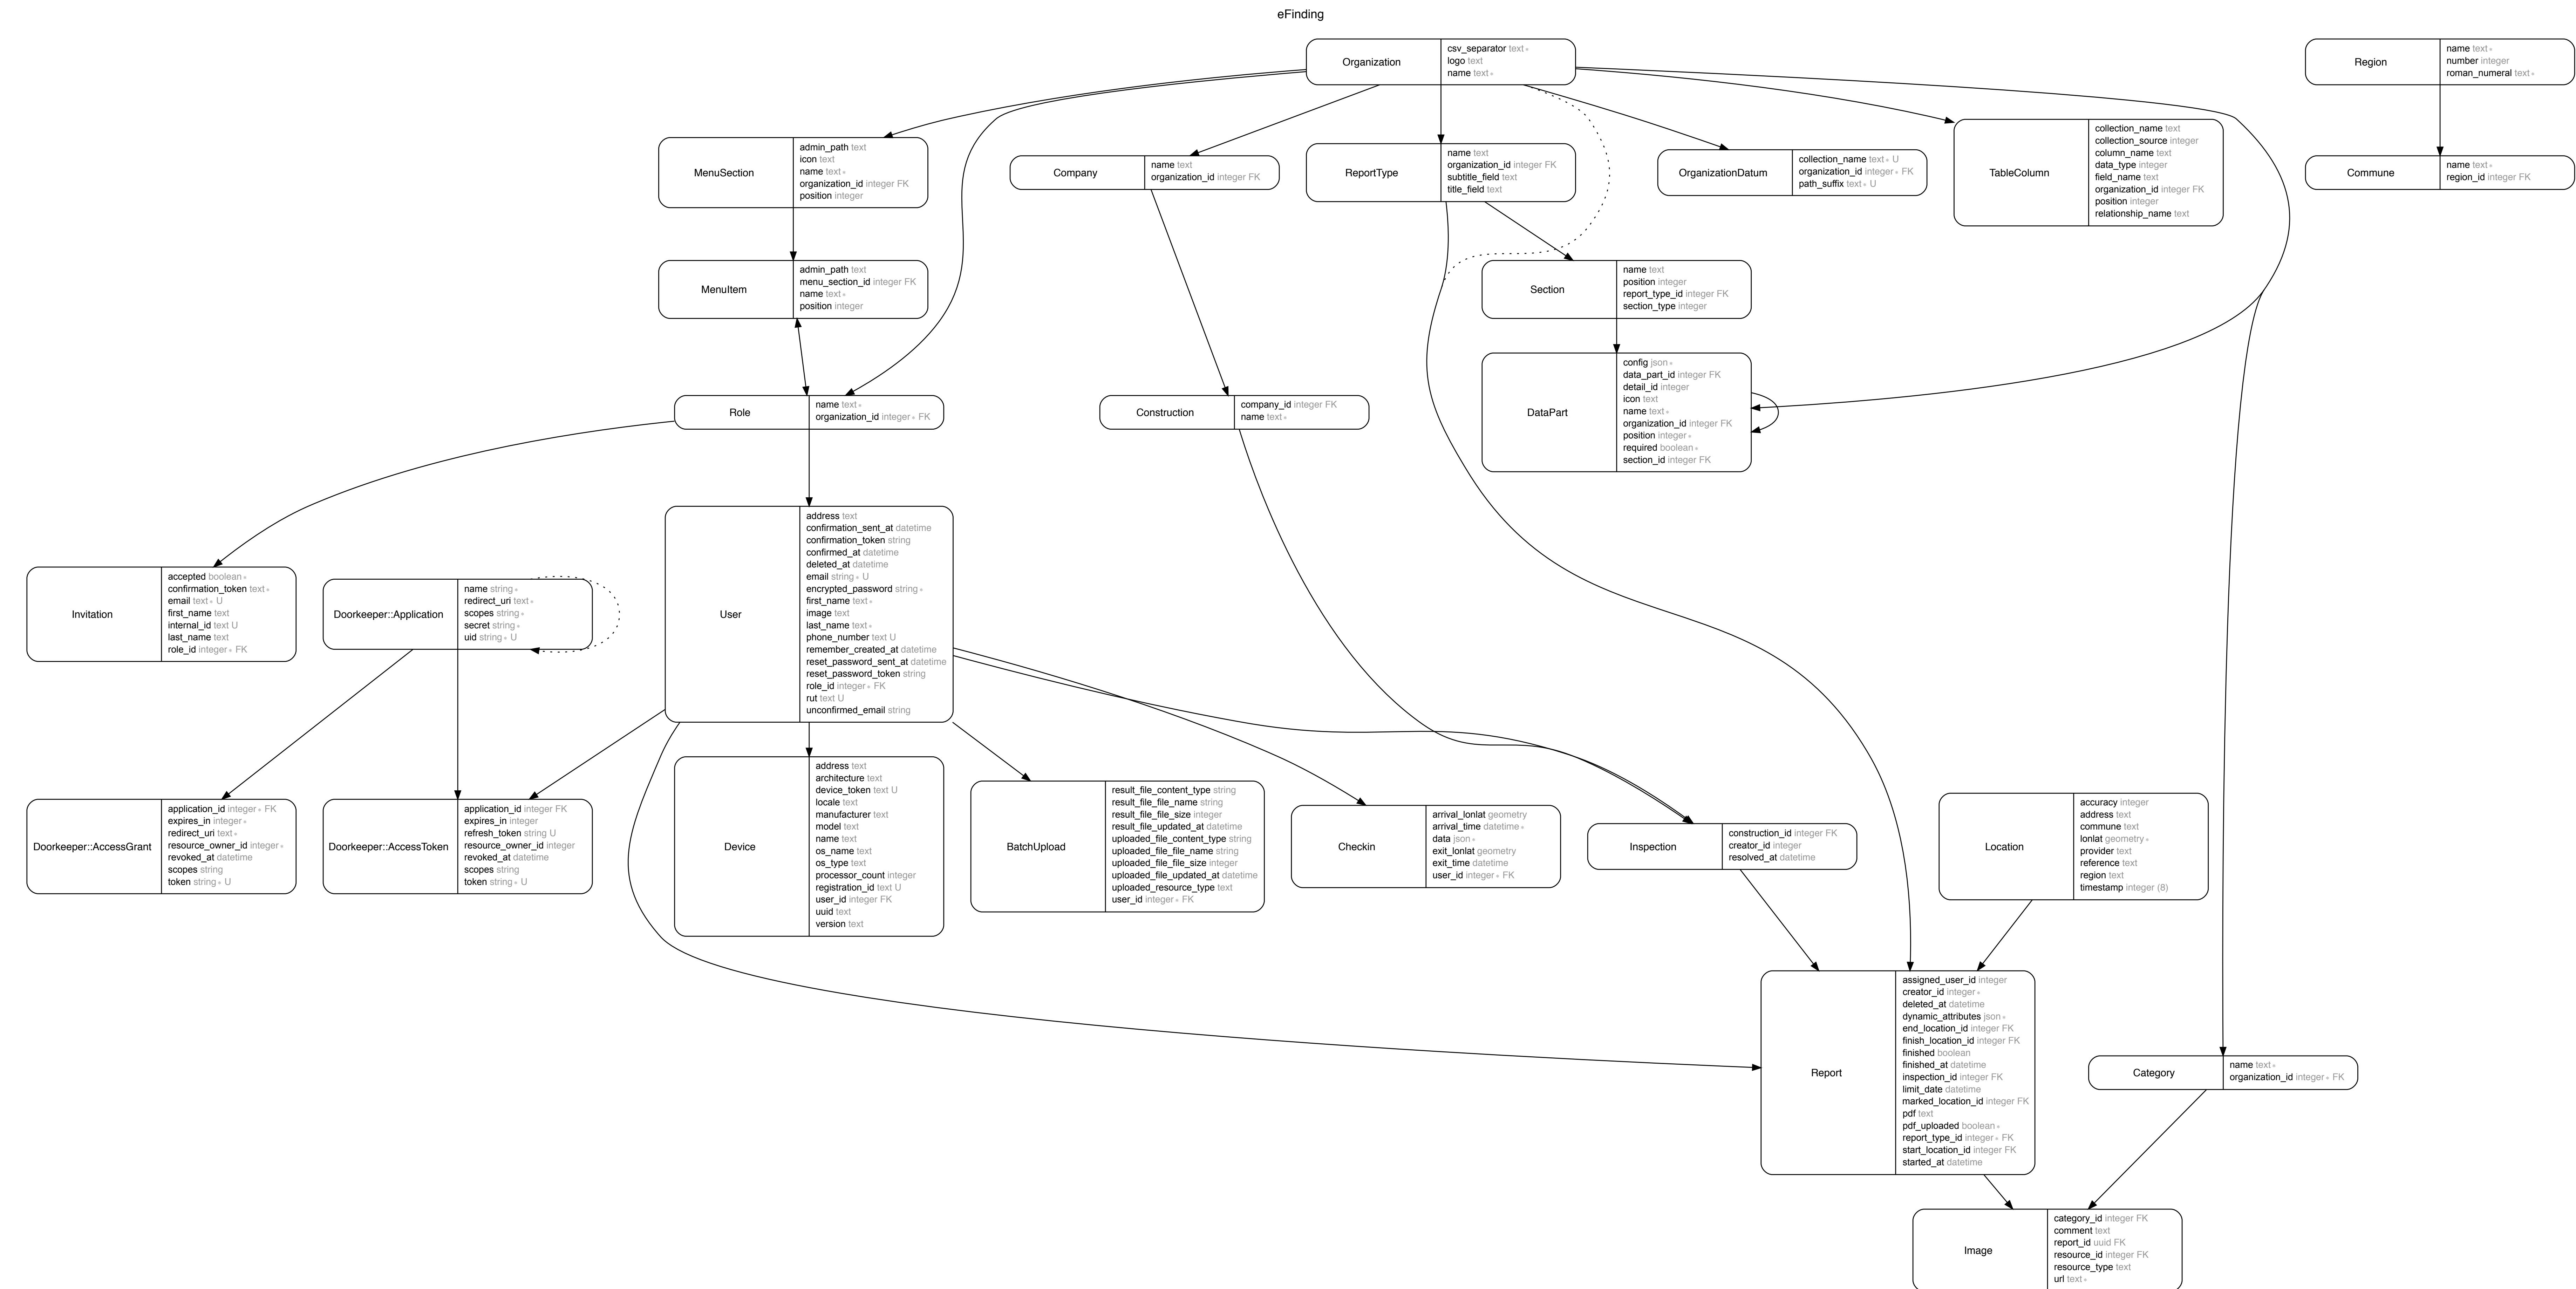 eFinding
Organization
csv_separator text ∗
logo text
name text ∗
Region
name text ∗
number integer
roman_numeral text ∗
MenuSection
admin_path text
icon text
name text ∗
organization_id integer FK
position integer
Company
name text
organization_id integer FK
ReportType
name text
organization_id integer FK
subtitle_field text
title_field text
OrganizationDatum
collection_name text ∗ U
organization_id integer ∗ FK
path_suffix text ∗ U
TableColumn
collection_name text
collection_source integer
column_name text
data_type integer
field_name text
organization_id integer FK
position integer
relationship_name text
Commune
name text ∗
region_id integer FK
MenuItem
admin_path text
menu_section_id integer FK
name text ∗
position integer
Section
name text
position integer
report_type_id integer FK
section_type integer
Role
name text ∗
organization_id integer ∗ FK
Construction
company_id integer FK
name text ∗
DataPart
config json ∗
data_part_id integer FK
detail_id integer
icon text
name text ∗
organization_id integer FK
position integer ∗
required boolean ∗
section_id integer FK
Invitation
accepted boolean ∗
confirmation_token text ∗
email text ∗ U
first_name text
internal_id text U
last_name text
role_id integer ∗ FK
Doorkeeper::Application
name string ∗
redirect_uri text ∗
scopes string ∗
secret string ∗
uid string ∗ U
User
address text
confirmation_sent_at datetime
confirmation_token string
confirmed_at datetime
deleted_at datetime
email string ∗ U
encrypted_password string ∗
first_name text ∗
image text
last_name text ∗
phone_number text U
remember_created_at datetime
reset_password_sent_at datetime
reset_password_token string
role_id integer ∗ FK
rut text U
unconfirmed_email string
Doorkeeper::AccessGrant
application_id integer ∗ FK
expires_in integer ∗
redirect_uri text ∗
resource_owner_id integer ∗
revoked_at datetime
scopes string
token string ∗ U
Doorkeeper::AccessToken
application_id integer FK
expires_in integer
refresh_token string U
resource_owner_id integer
revoked_at datetime
scopes string
token string ∗ U
Device
address text
architecture text
device_token text U
locale text
manufacturer text
model text
name text
os_name text
os_type text
processor_count integer
registration_id text U
user_id integer FK
uuid text
version text
BatchUpload
result_file_content_type string
result_file_file_name string
result_file_file_size integer
result_file_updated_at datetime
uploaded_file_content_type string
uploaded_file_file_name string
uploaded_file_file_size integer
uploaded_file_updated_at datetime
uploaded_resource_type text
user_id integer ∗ FK
Checkin
arrival_lonlat geometry
arrival_time datetime ∗
data json ∗
exit_lonlat geometry
exit_time datetime
user_id integer ∗ FK
Inspection
construction_id integer FK
creator_id integer
resolved_at datetime
Location
accuracy integer
address text
commune text
lonlat geometry ∗
provider text
reference text
region text
timestamp integer (8)
Report
assigned_user_id integer
creator_id integer ∗
deleted_at datetime
dynamic_attributes json ∗
end_location_id integer FK
finish_location_id integer FK
finished boolean
finished_at datetime
inspection_id integer FK
limit_date datetime
marked_location_id integer FK
pdf text
pdf_uploaded boolean ∗
report_type_id integer ∗ FK
start_location_id integer FK
started_at datetime
Category
name text ∗
organization_id integer ∗ FK
Image
category_id integer FK
comment text
report_id uuid FK
resource_id integer FK
resource_type text
url text ∗